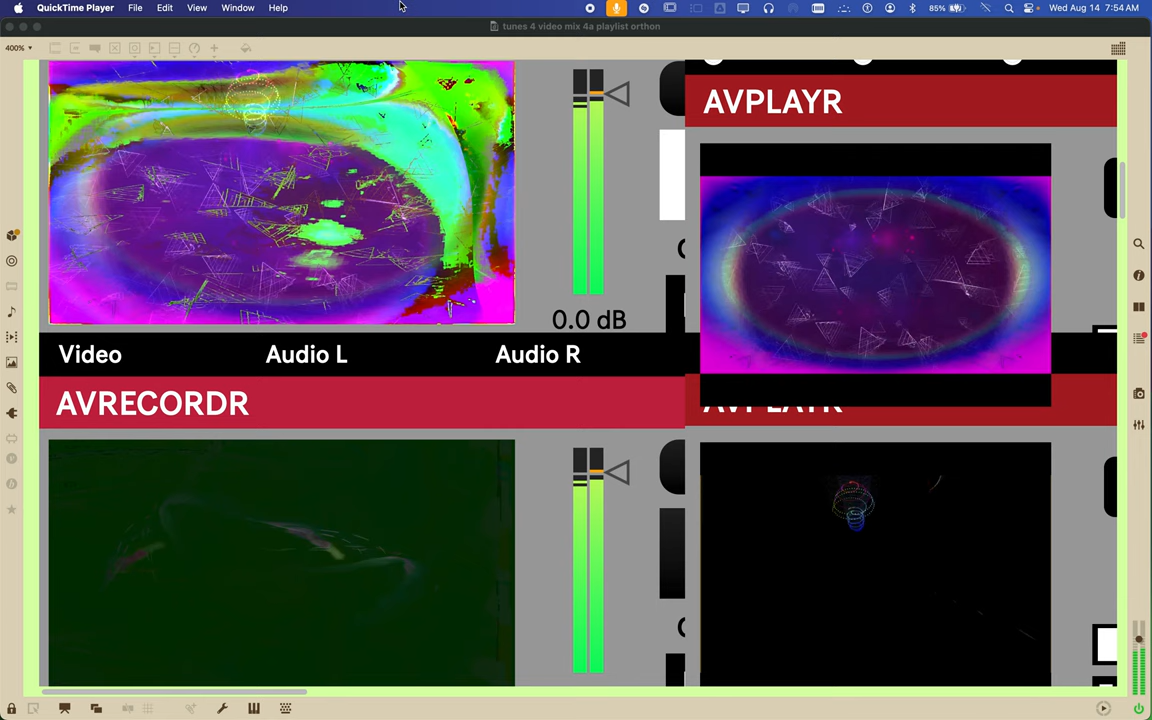 QuickTime Player File Edit View Window Help 85% Wed Aug 14 7:54 AM
tunes 4 video mix 4a playlist orthon
400%
AVPLAYR
0.0 dB
Video Audio L Audio R
AVRECORDR
AVPLAYR